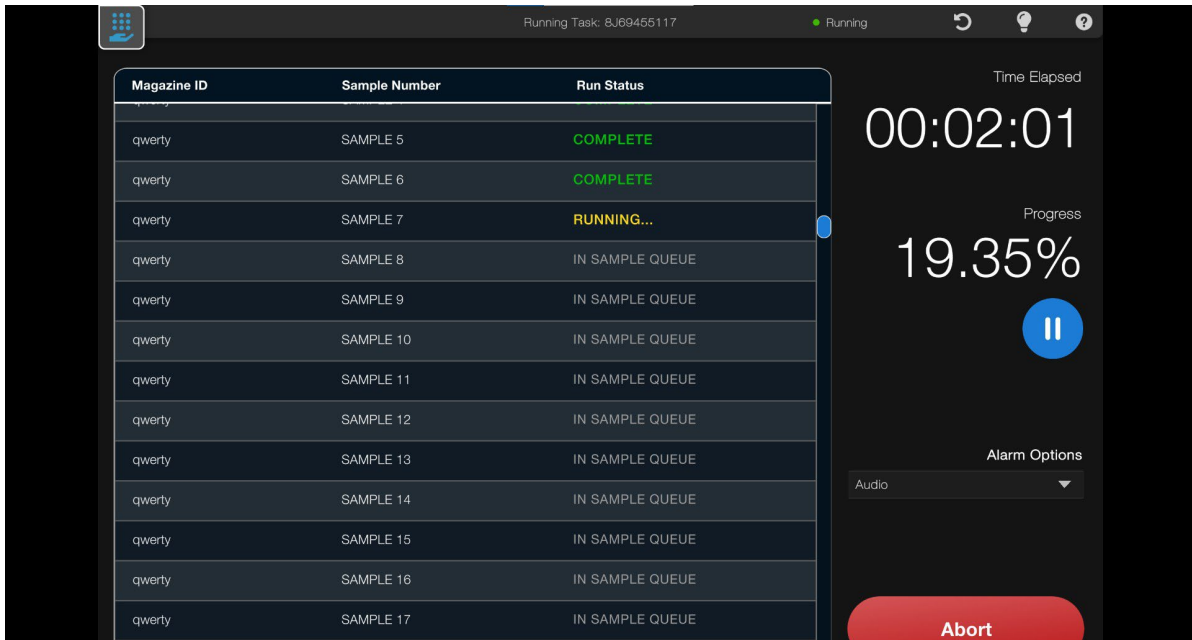 Running Task: 8J69455117 Running ?
Magazine ID Sample Number Run Status
qwerty SAMPLE 5 COMPLETE
qwerty SAMPLE 6 COMPLETE
qwerty SAMPLE 7 RUNNING...
qwerty SAMPLE 8 IN SAMPLE QUEUE
qwerty SAMPLE 9 IN SAMPLE QUEUE
qwerty SAMPLE 10 IN SAMPLE QUEUE
qwerty SAMPLE 11 IN SAMPLE QUEUE
qwerty SAMPLE 12 IN SAMPLE QUEUE
qwerty SAMPLE 13 IN SAMPLE QUEUE
qwerty SAMPLE 14 IN SAMPLE QUEUE
qwerty SAMPLE 15 IN SAMPLE QUEUE
qwerty SAMPLE 16 IN SAMPLE QUEUE
qwerty SAMPLE 17 IN SAMPLE QUEUE
Time Elapsed
00:02:01
Progress
19.35%
Alarm Options
Audio
Abort